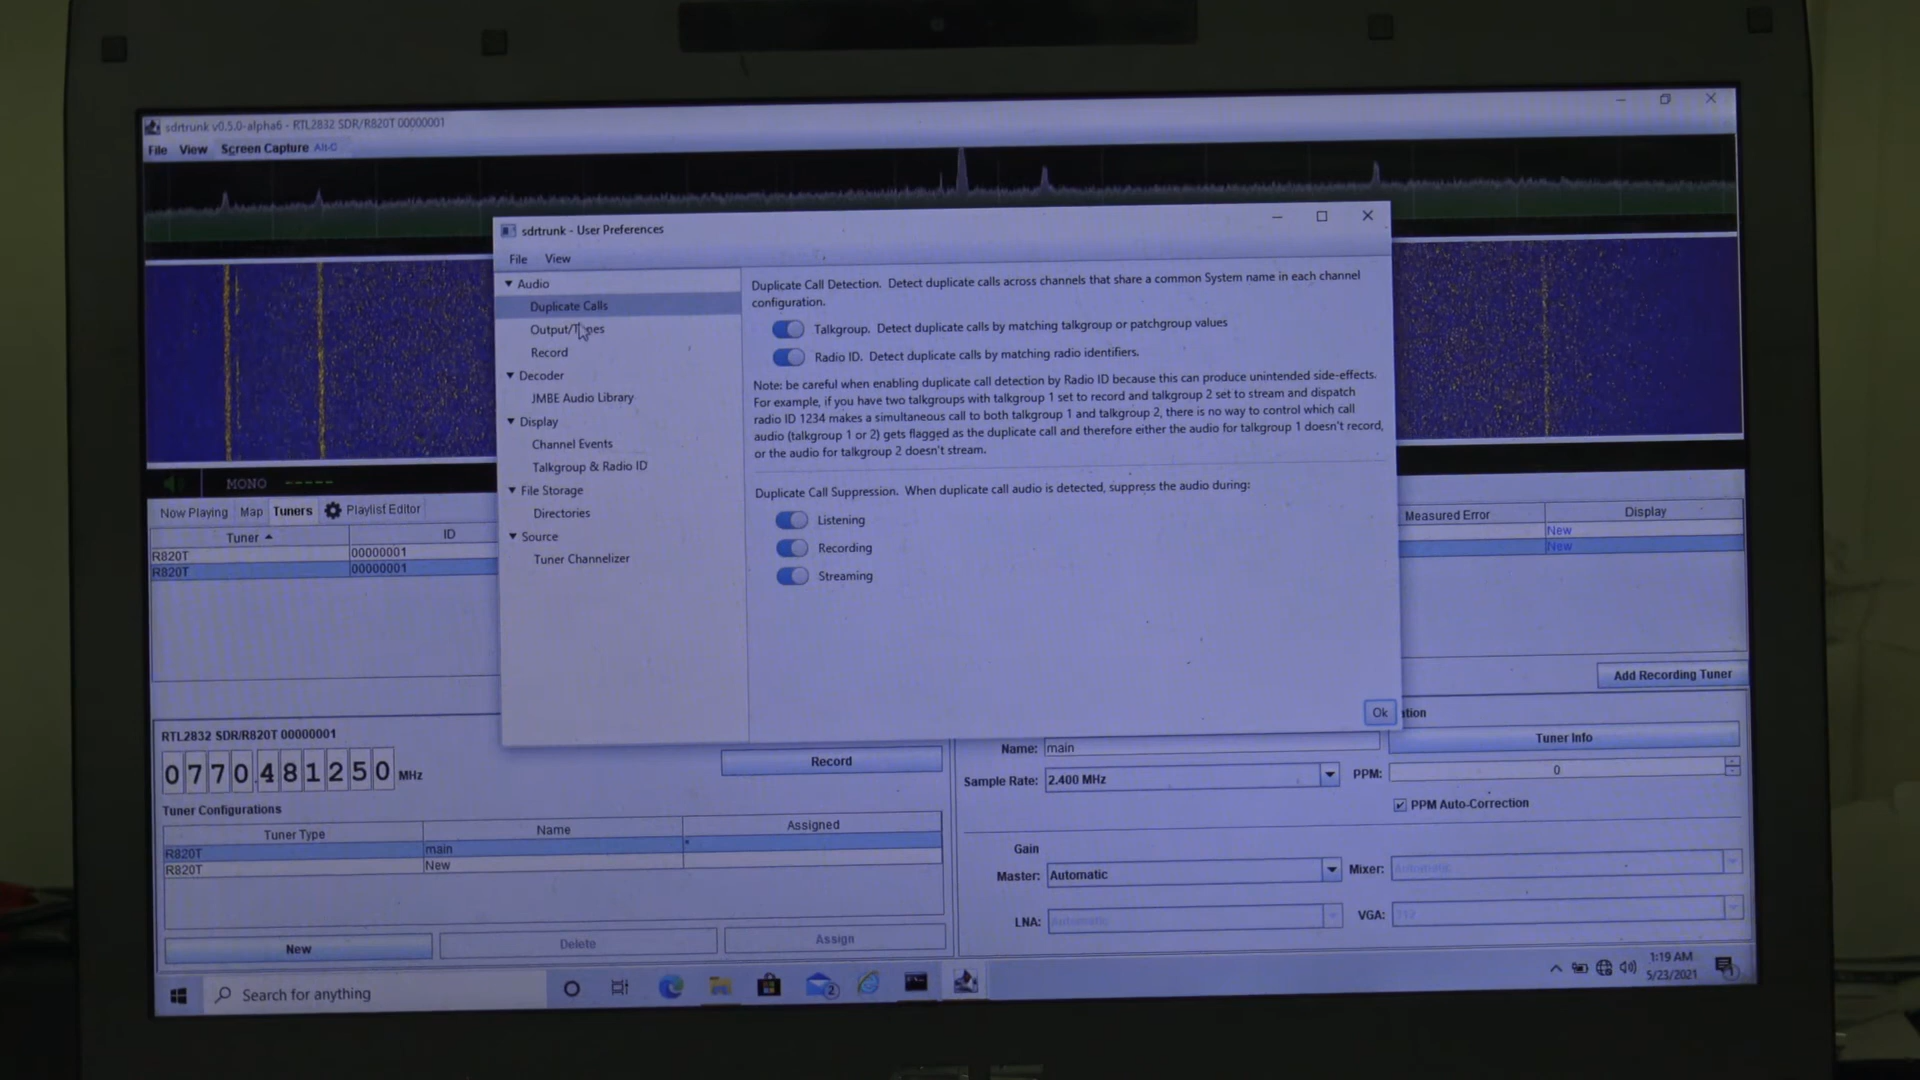 sdrtrunk v0.5.0-alpha6 - RTL2832 SDR/R820T 00000001
File View Screen Capture Alt-C
sdrtrunk - User Preferences
File View
Audio
Duplicate Calls
Output/Types
Record
Decoder
JMBE Audio Library
Display
Channel Events
Talkgroup & Radio ID
File Storage
Directories
Source
Tuner Channelizer
Duplicate Call Detection. Detect duplicate calls across channels that share a common System name in each channel
configuration.
Talkgroup. Detect duplicate calls by matching talkgroup or patchgroup values
Radio ID. Detect duplicate calls by matching radio identifiers.
Note: be careful when enabling duplicate call detection by Radio ID because this can produce unintended side-effects.
For example, if you have two talkgroups with talkgroup 1 set to record and talkgroup 2 set to stream and dispatch
radio ID 1234 makes a simultaneous call to both talkgroup 1 and talkgroup 2, there is no way to control which call
audio (talkgroup 1 or 2) gets flagged as the duplicate call and therefore either the audio for talkgroup 1 doesn't record,
or the audio for talkgroup 2 doesn't stream.
Duplicate Call Suppression. When duplicate call audio is detected, suppress the audio during:
Listening
Recording
Streaming
Ok
MONO -----
Now Playing Map Tuners Playlist Editor
Tuner ID Measured Error Display
R820T 00000001 New
R820T 00000001 New
Add Recording Tuner
RTL2832 SDR/R820T 00000001
0770.481250 MHz
Record
Tuner Configurations
Tuner Type Name Assigned
R820T main *
R820T New
New Delete Assign
ation
Name: main Tuner Info
Sample Rate: 2.400 MHz PPM: 0
PPM Auto-Correction
Gain
Master: Automatic Mixer: Automatic
LNA: Automatic VGA: 312
Search for anything
2
1:19 AM
5/23/2021
1